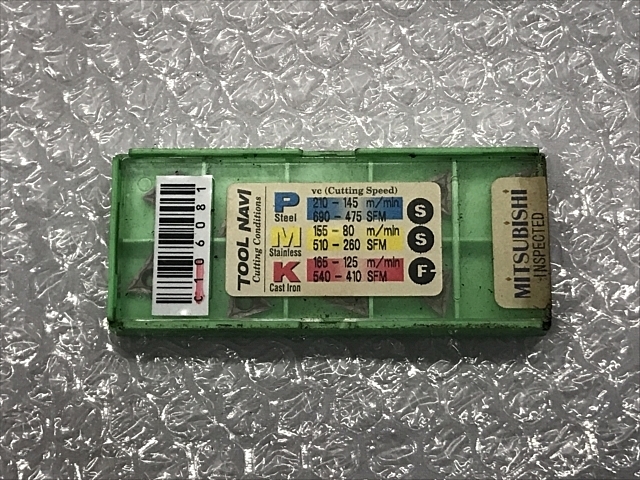 C106081
TOOL NAVI
Cutting Conditions
vc (Cutting Speed)
P 210 - 145 m/min S
Steel 690 - 475 SFM
M 155 - 80 m/min S
Stainless 510 - 260 SFM
K 165 - 125 m/min F
Cast Iron 540 - 410 SFM
MITSUBISHI
INSPECTED